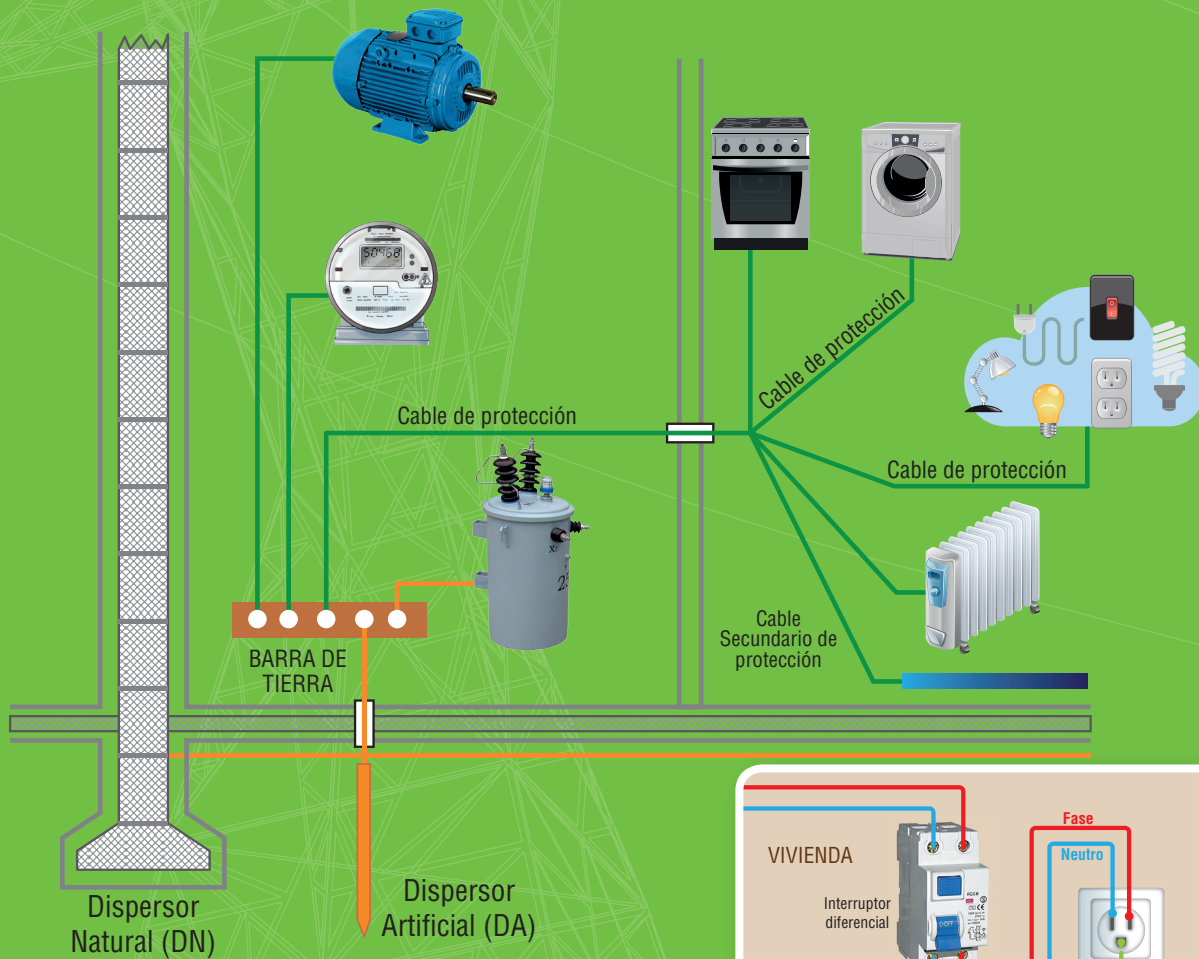 50468
Cable de protección
Cable de protección
Cable de protección
Cable
Secundario de
protección
BARRA DE
TIERRA
Dispersor
Natural (DN)
Dispersor
Artificial (DA)
VIVIENDA
Interruptor
diferencial
Fase
Neutro